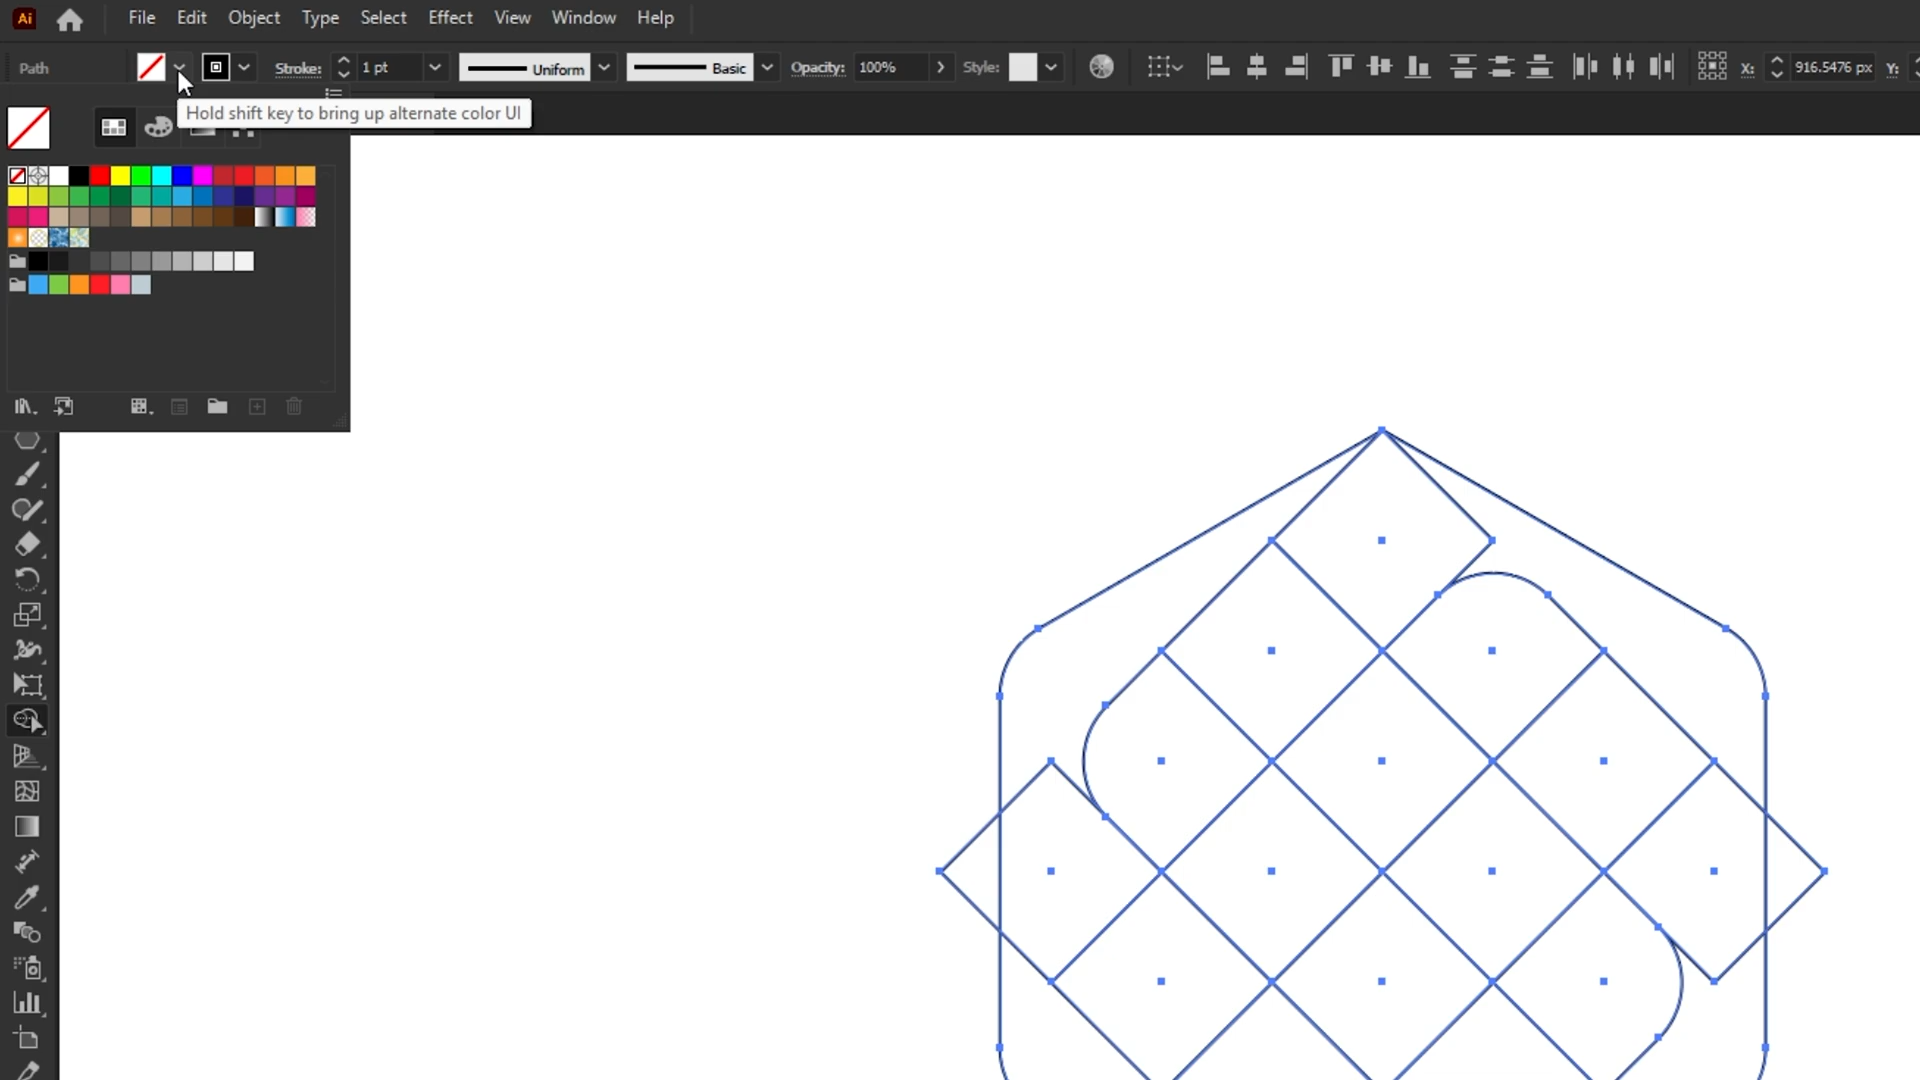 Ai File Edit Object Type Select Effect View Window Help
Path Stroke: 1 pt Uniform Basic Opacity: 100% Style: X: 916.5476 px Y:
Hold shift key to bring up alternate color UI